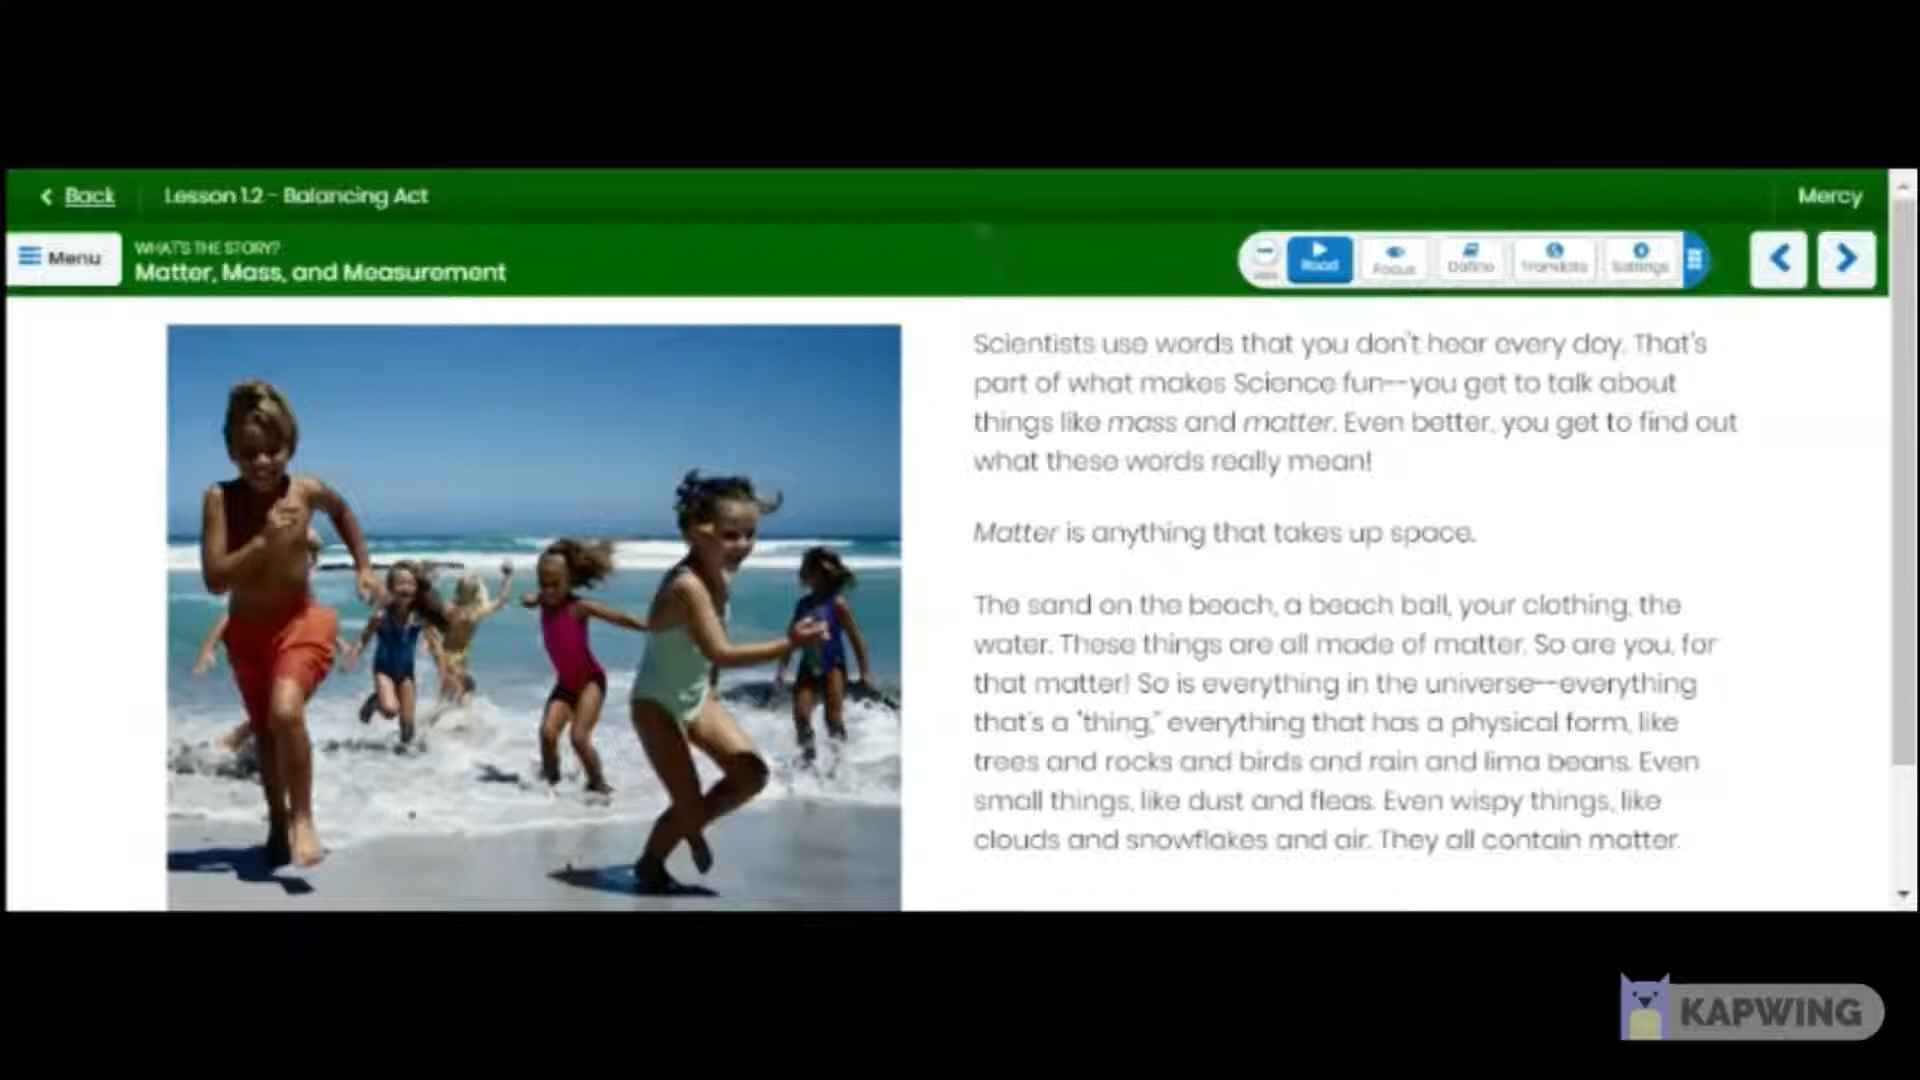 Back
Lesson 1.2 - Balancing Act
Mercy
Menu
WHAT'S THE STORY?
Matter, Mass, and Measurement
Read
Focus
Define
Translate
Settings
Scientists use words that you don't hear every day. That's
part of what makes Science fun--you get to talk about
things like mass and matter. Even better, you get to find out
what these words really mean!
Matter is anything that takes up space.
The sand on the beach, a beach ball, your clothing, the
water. These things are all made of matter. So are you, for
that matter! So is everything in the universe--everything
that's a "thing," everything that has a physical form, like
trees and rocks and birds and rain and lima beans. Even
small things, like dust and fleas. Even wispy things, like
clouds and snowflakes and air. They all contain matter.
KAPWING